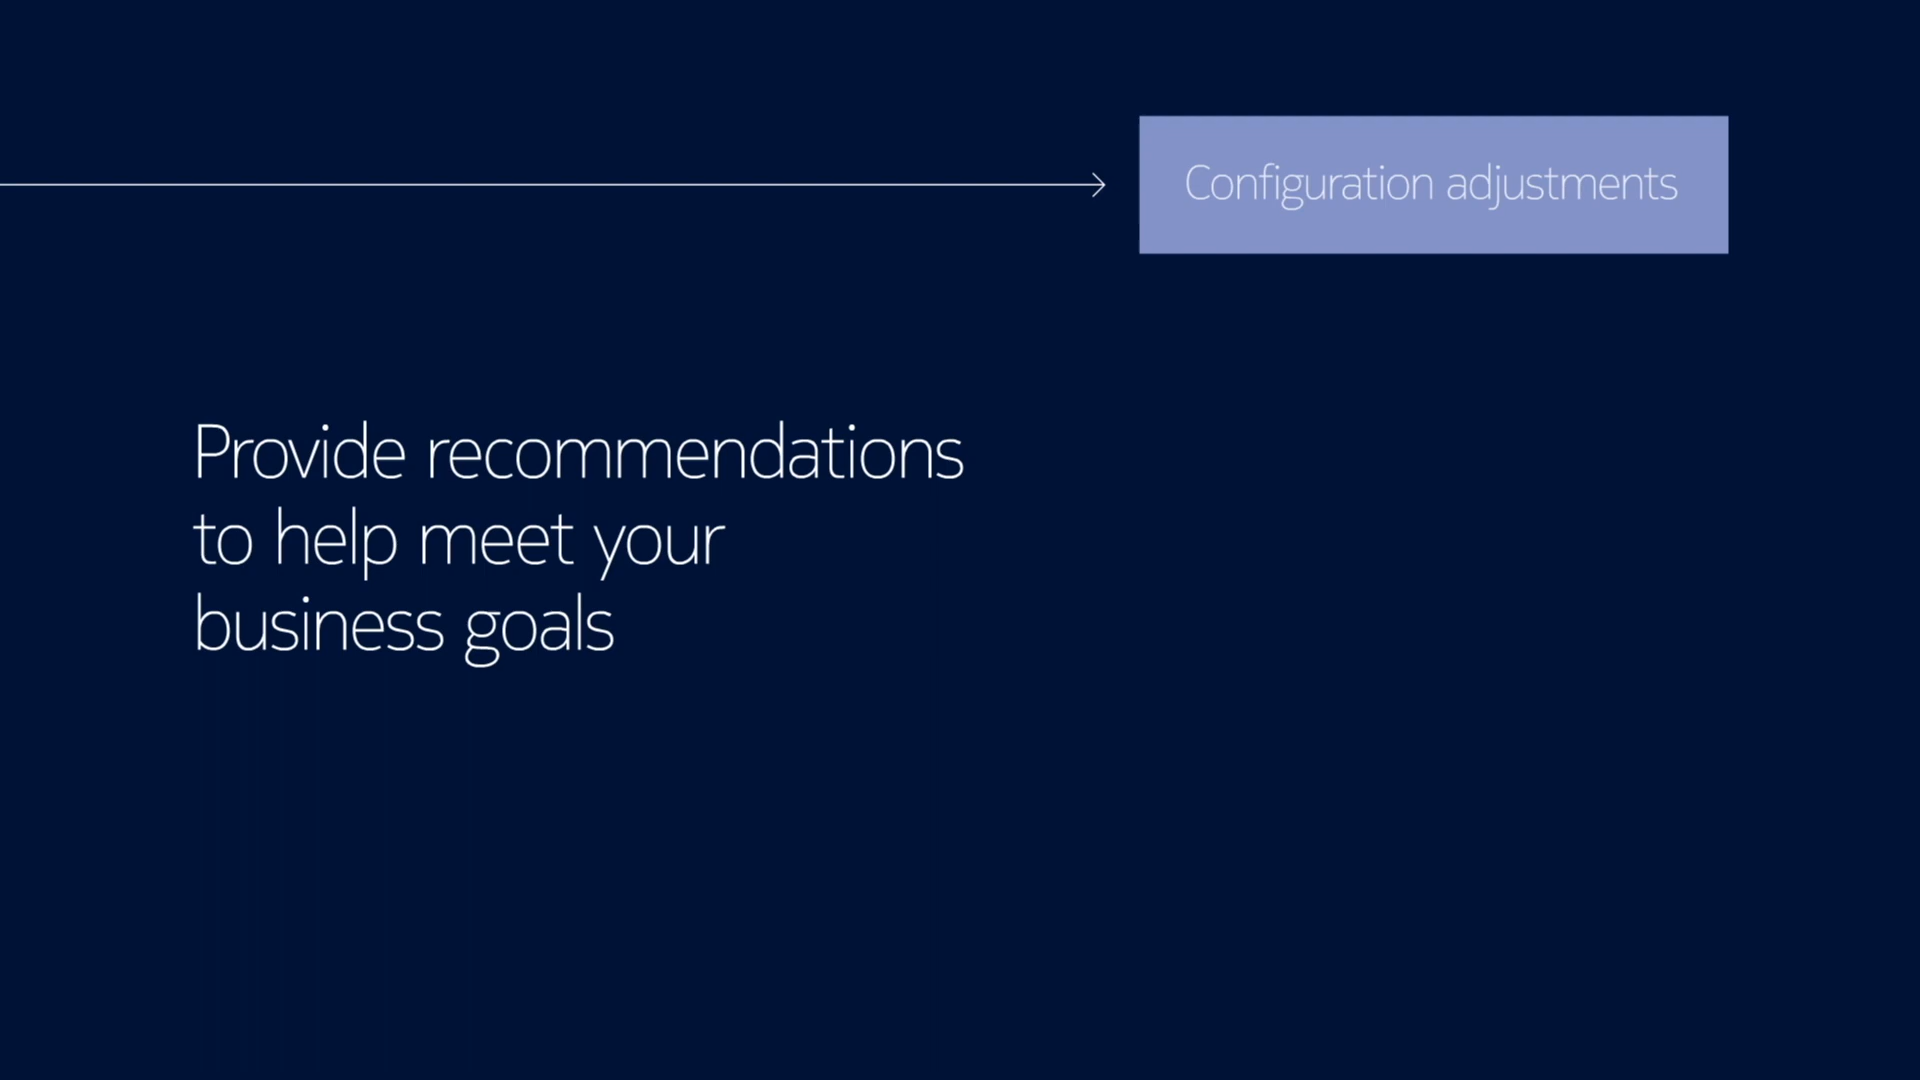 Configuration adjustments
Provide recommendations
to help meet your
business goals